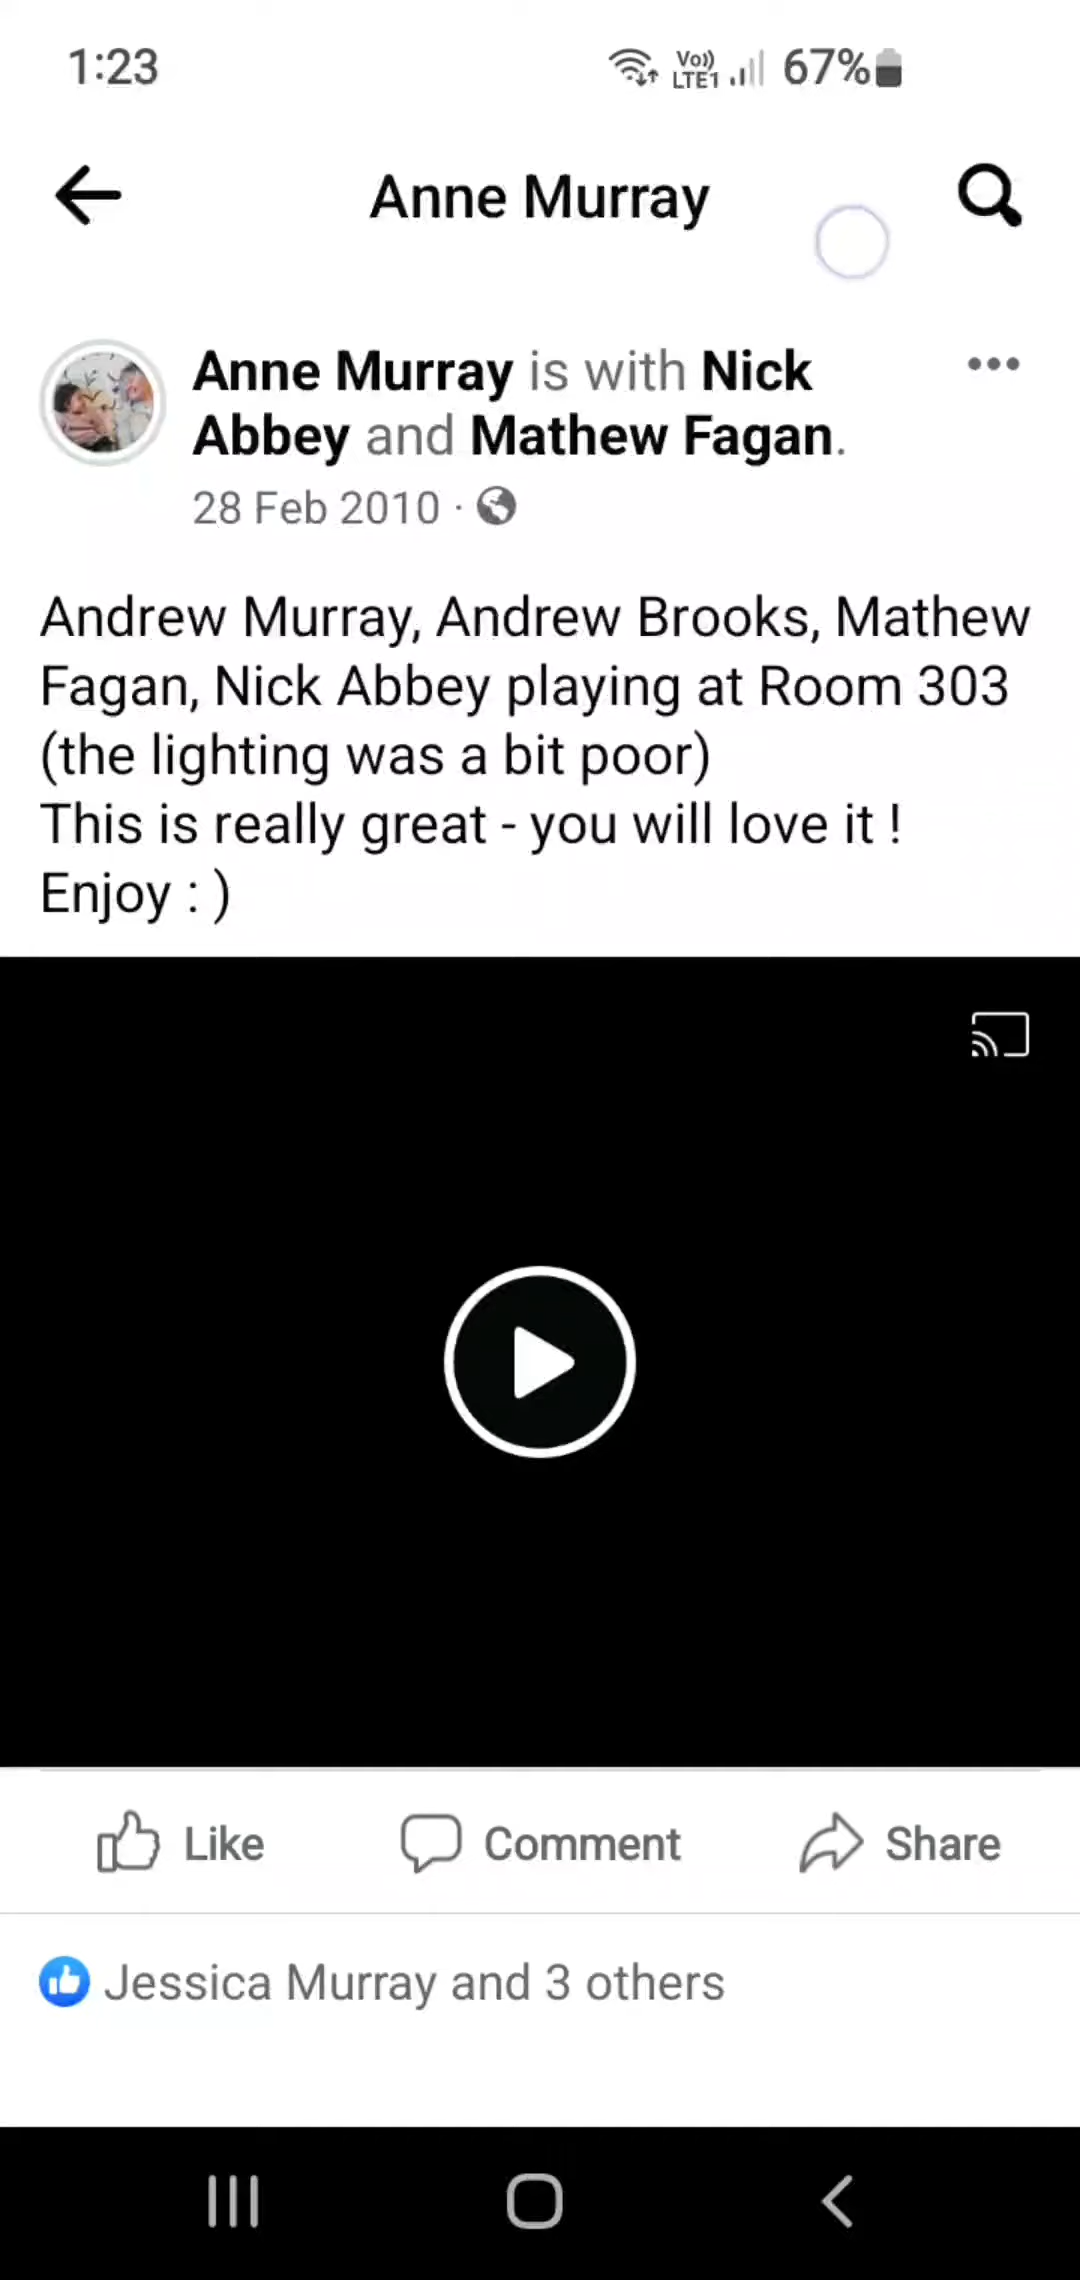 1:23
Vo)) LTE1 67%
Anne Murray
Anne Murray is with Nick
Abbey and Mathew Fagan.
28 Feb 2010 ·
Andrew Murray, Andrew Brooks, Mathew
Fagan, Nick Abbey playing at Room 303
(the lighting was a bit poor)
This is really great - you will love it !
Enjoy : )
Like
Comment
Share
Jessica Murray and 3 others